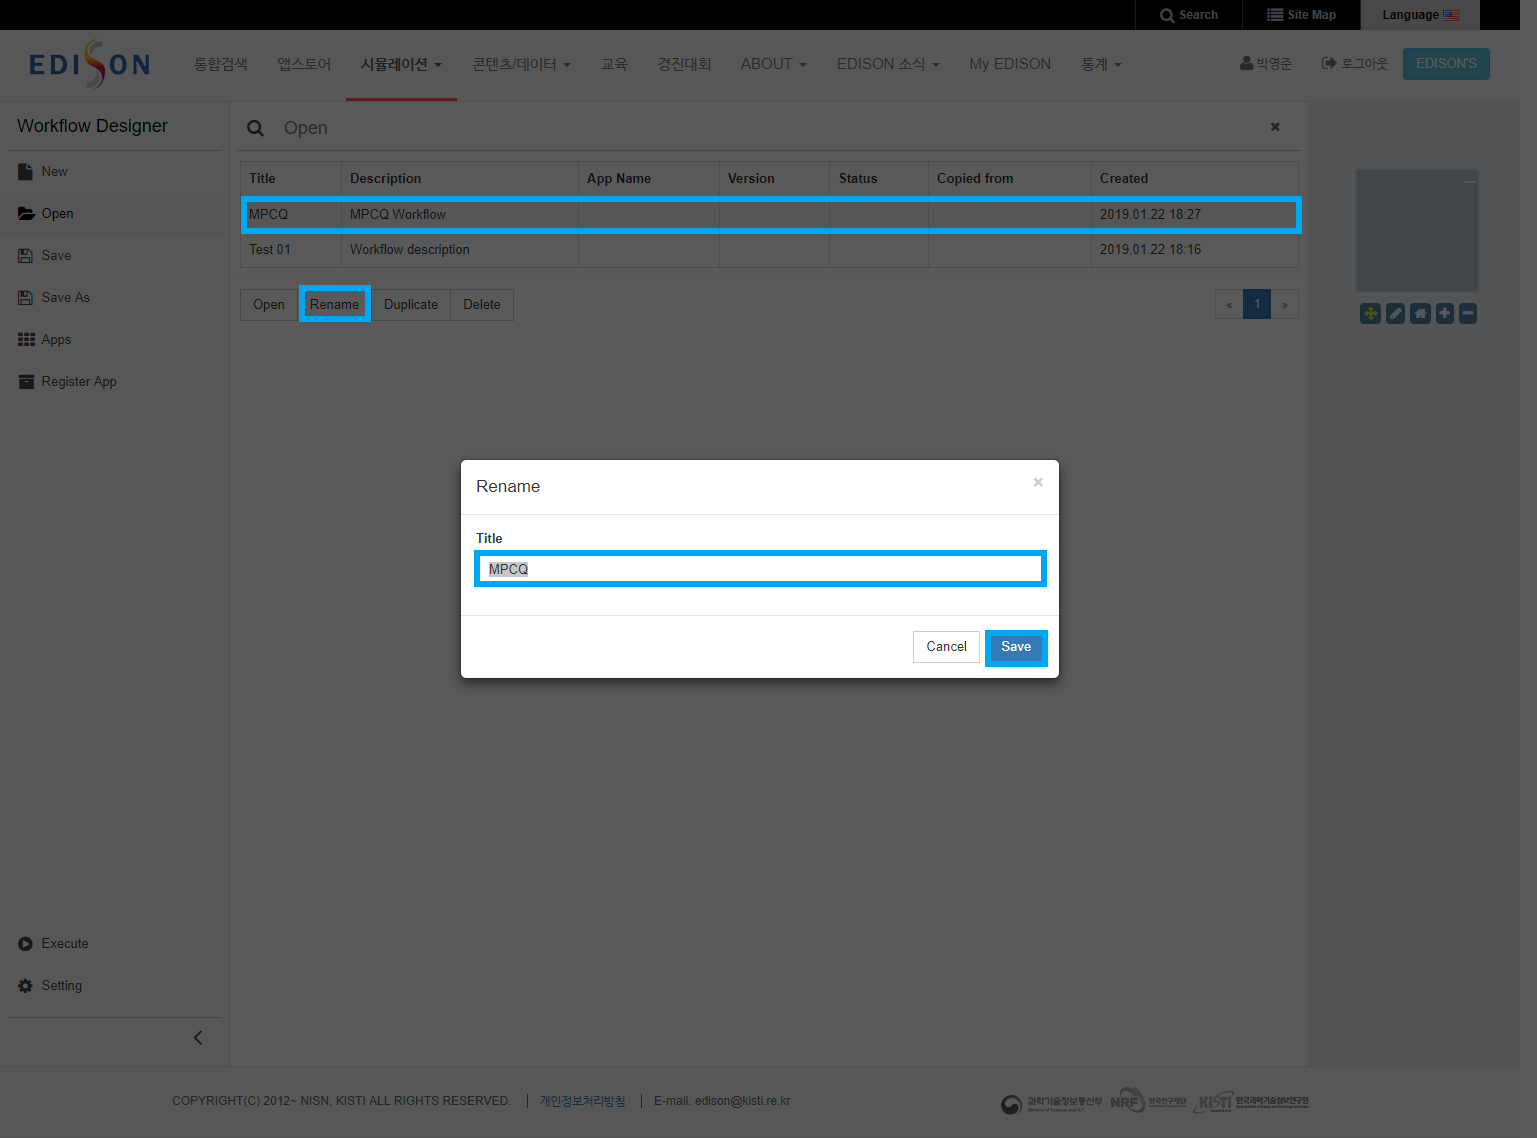 Search
Site Map
Language
EDISON
통합검색
앱스토어
시뮬레이션
콘텐츠/데이터
교육
경진대회
ABOUT
EDISON 소식
My EDISON
통계
박영준
로그아웃
EDISON'S
Workflow Designer
New
Open
Save
Save As
Apps
Register App
Execute
Setting
Open
Title Description App Name Version Status Copied from Created
MPCQ MPCQ Workflow 2019.01.22 18:27
Test 01 Workflow description 2019.01.22 18:16
Open Rename Duplicate Delete
« 1 »
Rename
Title
MPCQ
Cancel Save
COPYRIGHT(C) 2012~ NISN, KISTI ALL RIGHTS RESERVED. 개인정보처리방침 E-mail. edison@kisti.re.kr
과학기술정보통신부
Ministry of Science and ICT
NRF 한국연구재단
KISTI 한국과학기술정보연구원